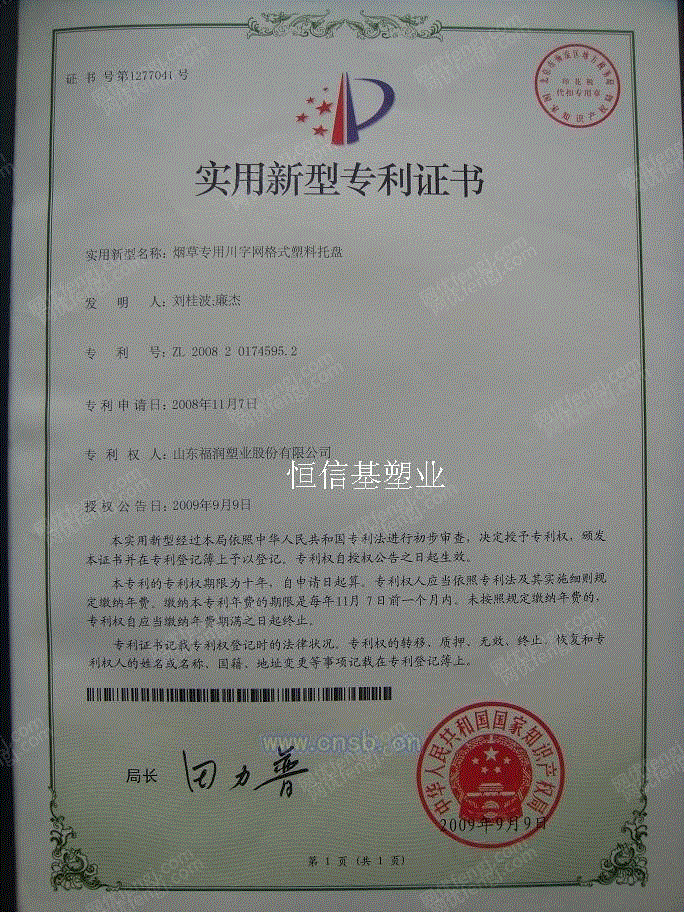 证 书 号第1277041 号
印 花 税
代扣专用章
国家知识产权局
实用新型专利证书
实用新型名称：烟草专用川字网格式塑料托盘
发 明 人：刘桂波;廉杰
专 利 号：ZL 2008 2 0174595.2
专利申请日：2008年11月7日
专 利 权 人：山东福润塑业股份有限公司
恒信基塑业
授权公告日：2009年9月9日
本实用新型经过本局依照中华人民共和国专利法进行初步审查，决定授予专利权，颁发
本证书并在专利登记簿上予以登记。专利权自授权公告之日起生效。
本专利的专利权期限为十年，自申请日起算。专利权人应当依照专利法及其实施细则规
定缴纳年费。缴纳本专利年费的期限是每年11月 7日前一个月内。未按照规定缴纳年费的，
专利权自应当缴纳年费期满之日起终止。
专利证书记载专利权登记时的法律状况。专利权的转移、质押、无效、终止、恢复和专
利权人的姓名或名称、国籍、地址变更等事项记载在专利登记簿上。
www.cnsb.cn
局长 田力普
中华人民共和国国家知识产权局
2009年9月9日
第 1 页 (共 1 页)